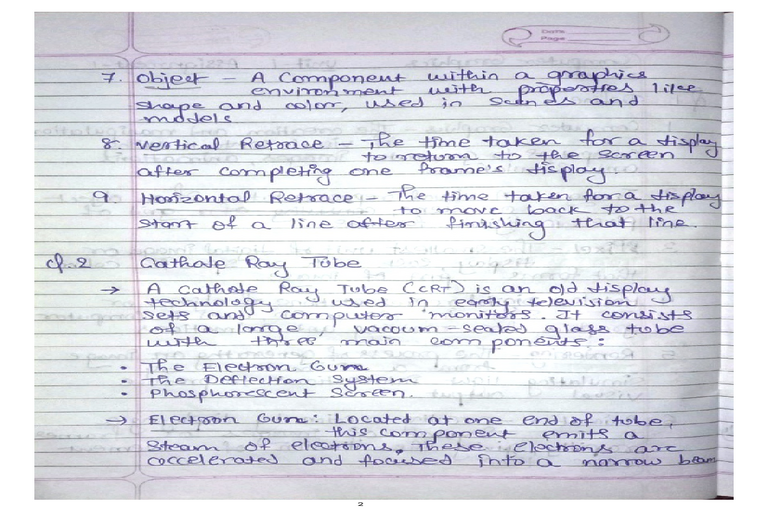 Date
Page
7. Object - A Component within a graphics
environment with properties like
shape and color, used in scends and
models
8. Vertical Retrace - The time taken for a display
to return to the screen
after completing one frame's display
9 Horizontal Retrace - The time taken for a display
to move back to the
start of a line after finishing that line.
Q.2 Cathode Ray Tube
→ A Cathode Ray Tube (CRT) is an old display
technology used in early television
sets and computer monitors. It consists
of a large, vacuum-sealed glass tube
with three main components:
• The Electron Gun
• The Deflection System
• Phosphorescent Screen.
→ Electron Gun: Located at one end of tube,
this component emits a
steam of electrons. These electrons are
accelerated and focused into a narrow beam
2